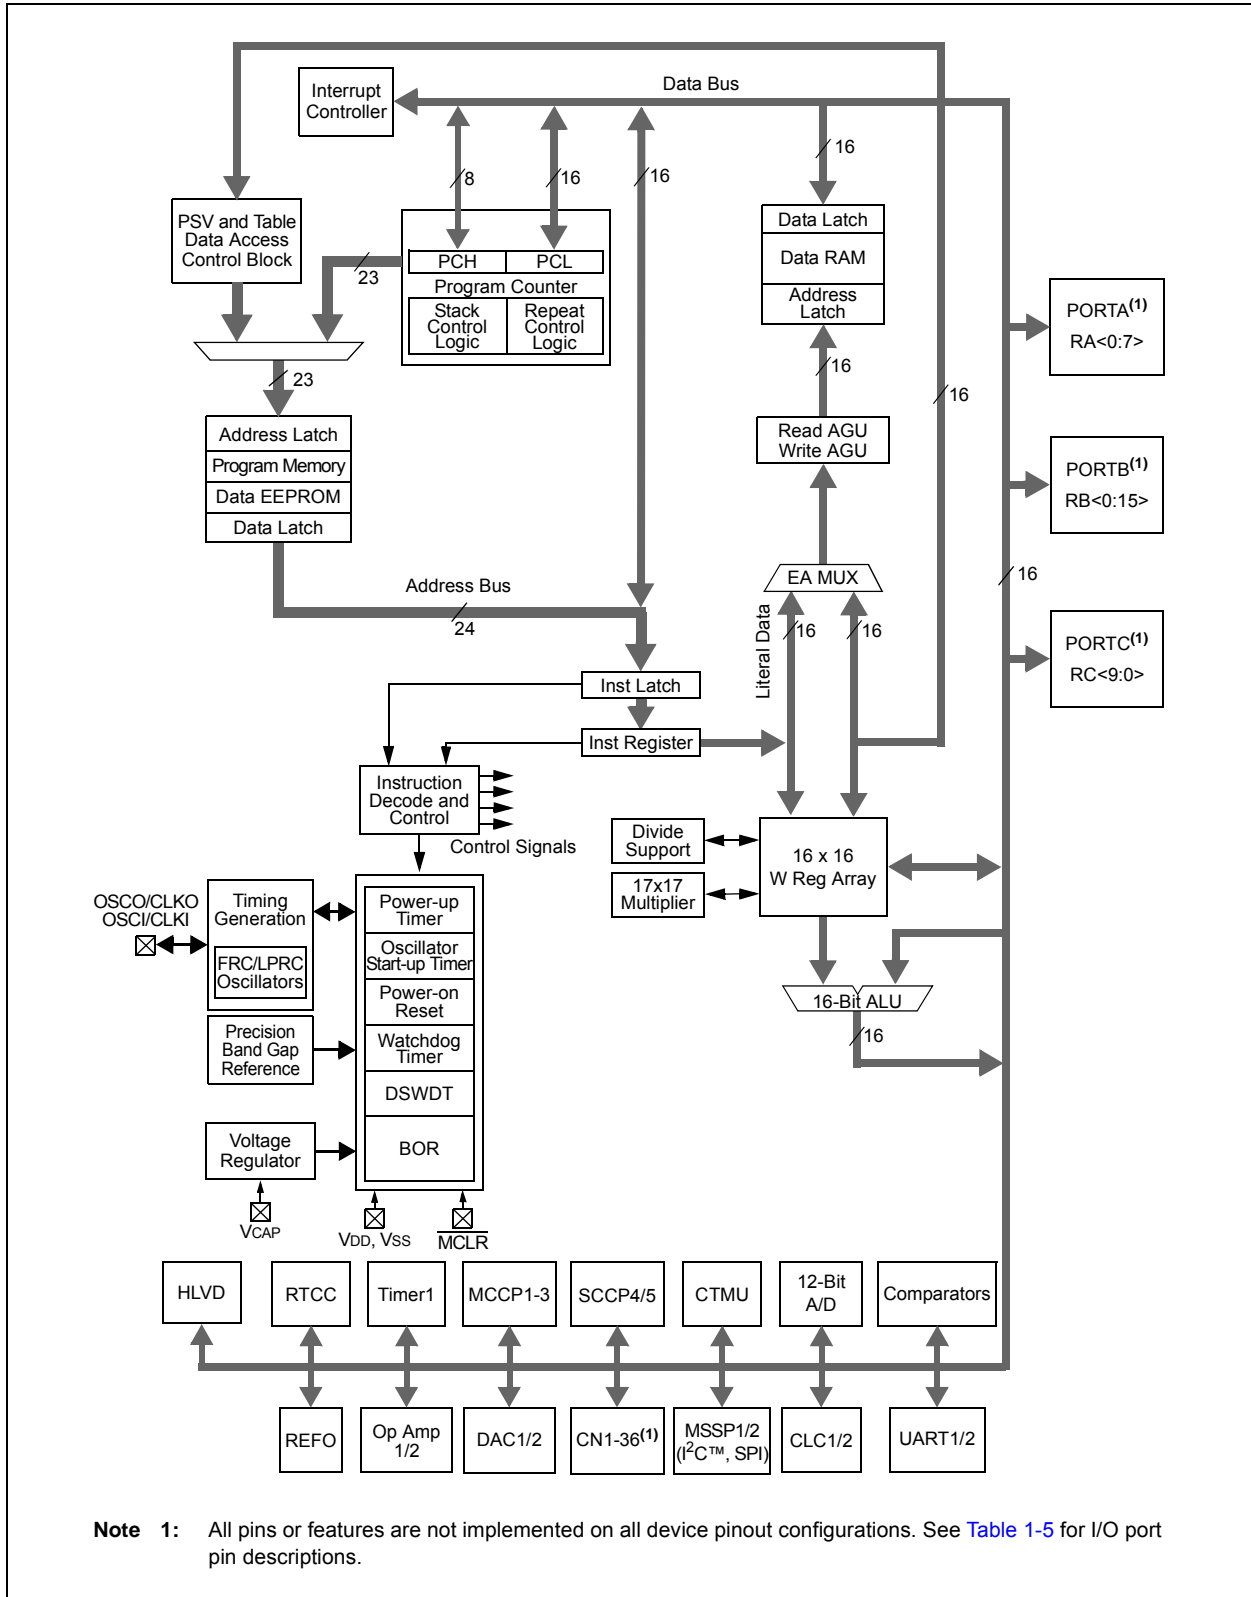 Data Bus
Interrupt
Controller
8
16
16
16
PSV and Table
Data Access
Control Block
23
PCH
PCL
Program Counter
Stack
Control
Logic
Repeat
Control
Logic
Data Latch
Data RAM
Address
Latch
16
23
16
PORTA(1)
RA<0:7>
Address Latch
Program Memory
Data EEPROM
Data Latch
Read AGU
Write AGU
PORTB(1)
RB<0:15>
Address Bus
24
EA MUX
16
Literal Data
16
16
PORTC(1)
RC<9:0>
Inst Latch
Inst Register
Instruction
Decode and
Control
Control Signals
Divide
Support
17x17
Multiplier
16 x 16
W Reg Array
OSCO/CLKO
OSCI/CLKI
Timing
Generation
FRC/LPRC
Oscillators
Power-up
Timer
Oscillator
Start-up Timer
Power-on
Reset
Watchdog
Timer
DSWDT
BOR
16-Bit ALU
16
Precision
Band Gap
Reference
Voltage
Regulator
VCAP
VDD, VSS
MCLR
HLVD
RTCC
Timer1
MCCP1-3
SCCP4/5
CTMU
12-Bit
A/D
Comparators
REFO
Op Amp
1/2
DAC1/2
CN1-36(1)
MSSP1/2
(I2C™, SPI)
CLC1/2
UART1/2
Note 1: All pins or features are not implemented on all device pinout configurations. See Table 1-5 for I/O port
pin descriptions.